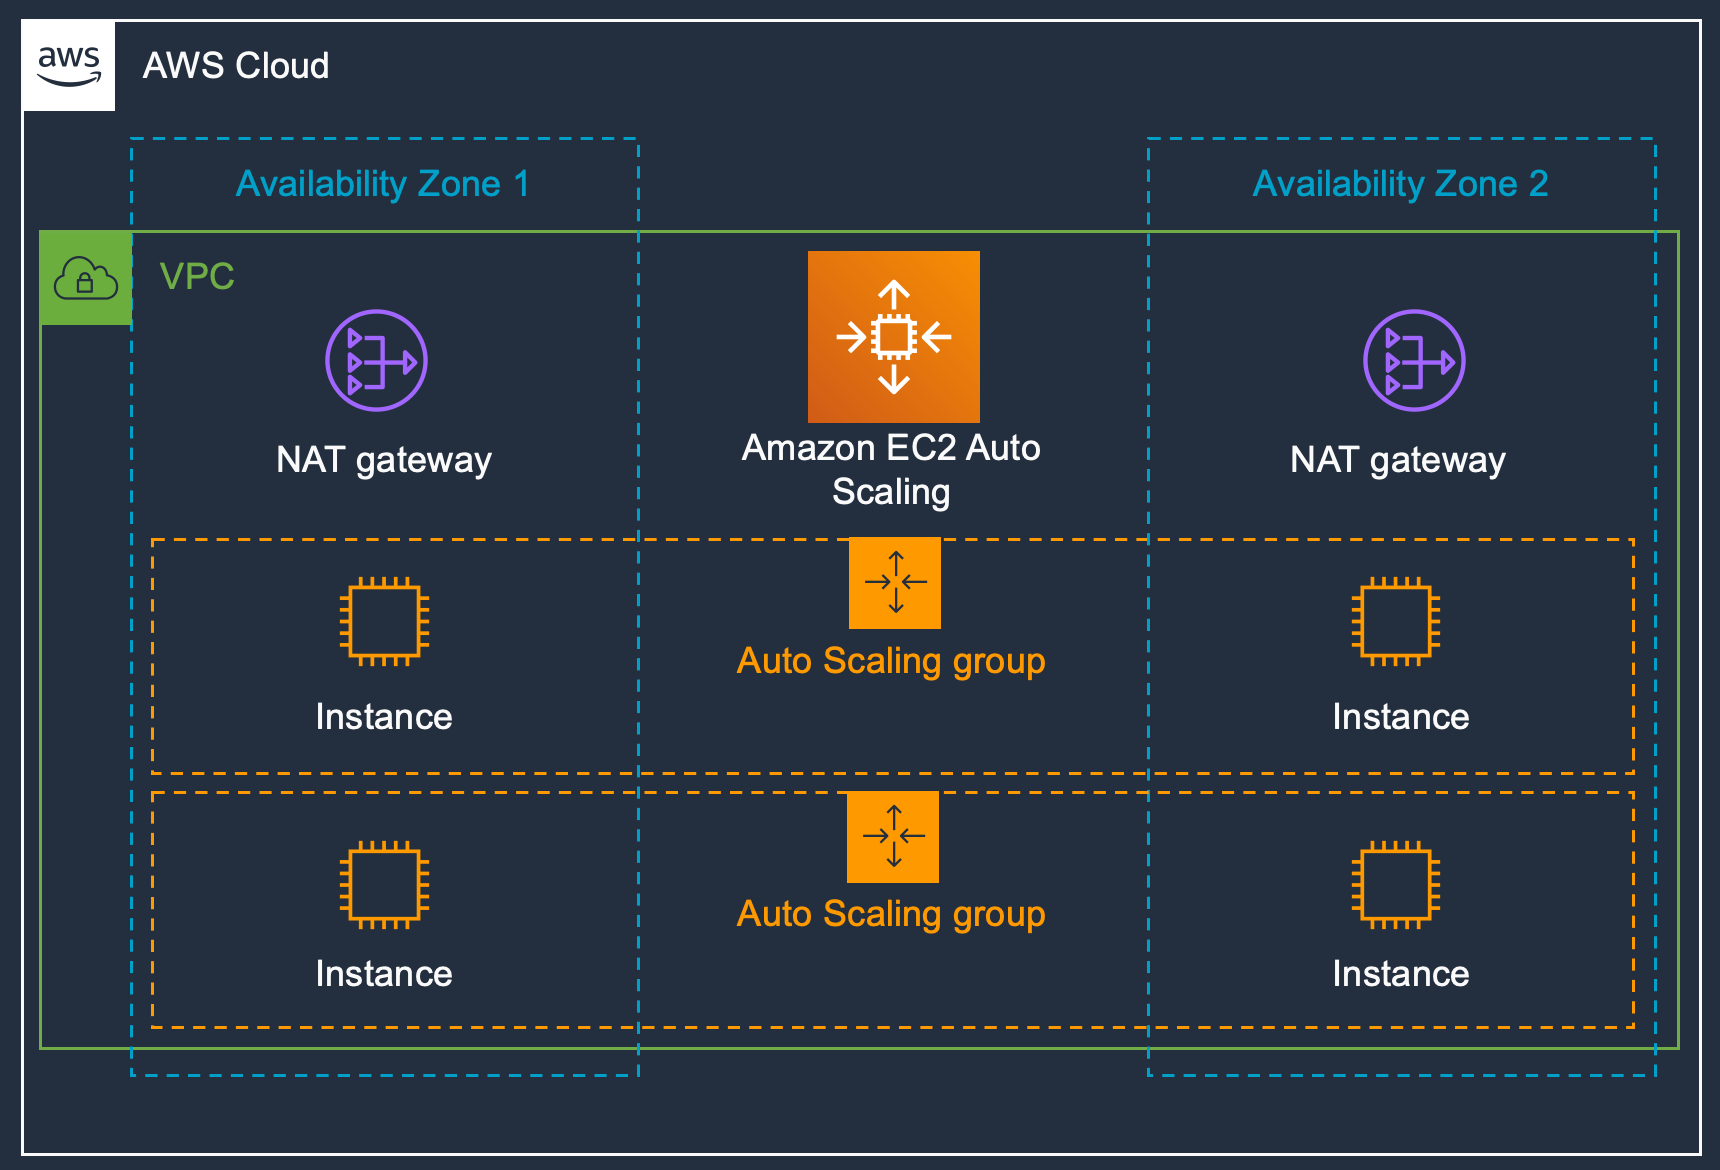 aws
AWS Cloud
Availability Zone 1
Availability Zone 2
VPC
NAT gateway
Amazon EC2 Auto
Scaling
NAT gateway
Auto Scaling group
Instance
Instance
Auto Scaling group
Instance
Instance